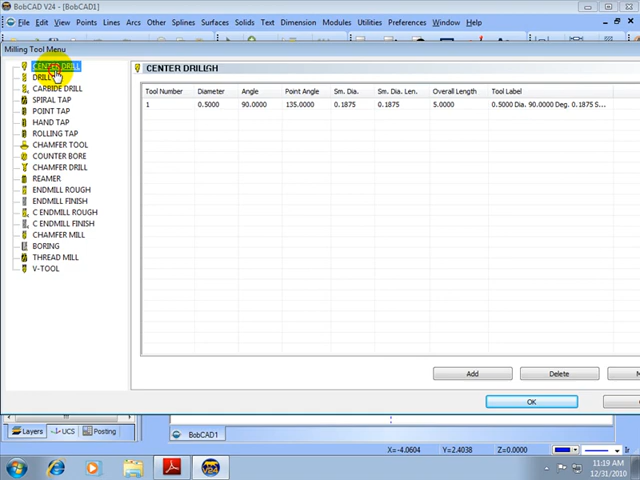 BobCAD V24 - [BobCAD1]
File Edit View Points Lines Arcs Other Splines Surfaces Solids Dimension Modules Utilities Preferences Window Help
Milling Tool Menu
CENTER DRILL
DRILL
CARBIDE DRILL
SPIRAL TAP
POINT TAP
HAND TAP
ROLLING TAP
CHAMFER TOOL
COUNTER BORE
CHAMFER DRILL
REAMER
ENDMILL ROUGH
ENDMILL FINISH
C ENDMILL ROUGH
C ENDMILL FINISH
CHAMFER MILL
BORING
THREAD MILL
V-TOOL
Tool Number Diameter Angle Point Angle Sm. Dia. Sm. Dia. Len. Overall Length Tool Label
1 0.5000 90.0000 135.0000 0.1875 0.1875 5.0000 0.5000 Dia. 90.0000 Deg. 0.1875 S...
Add Delete
OK
Layers UCS Posting
BobCAD1
X=-4.0604 Y=2.4038 Z=0.0000
11:19 AM
12/31/2010